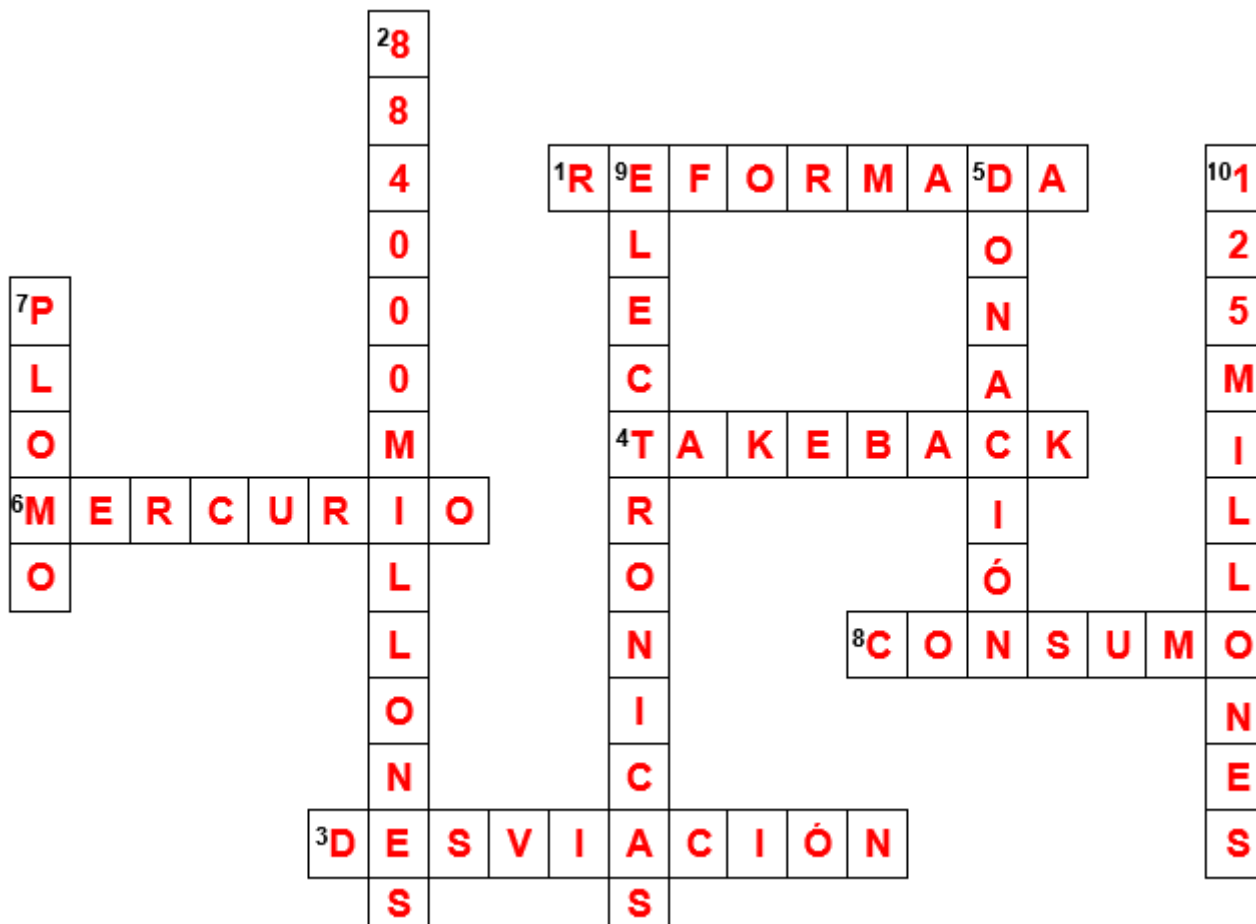 2 884000MILLONES
1 REFORMADA
9 ELECTRONICAS
5 DONACIÓN
10 125MILLONES
7 PLOMO
4 TAKEBACK
6 MERCURIO
8 CONSUMO
3 DESVIACIÓN